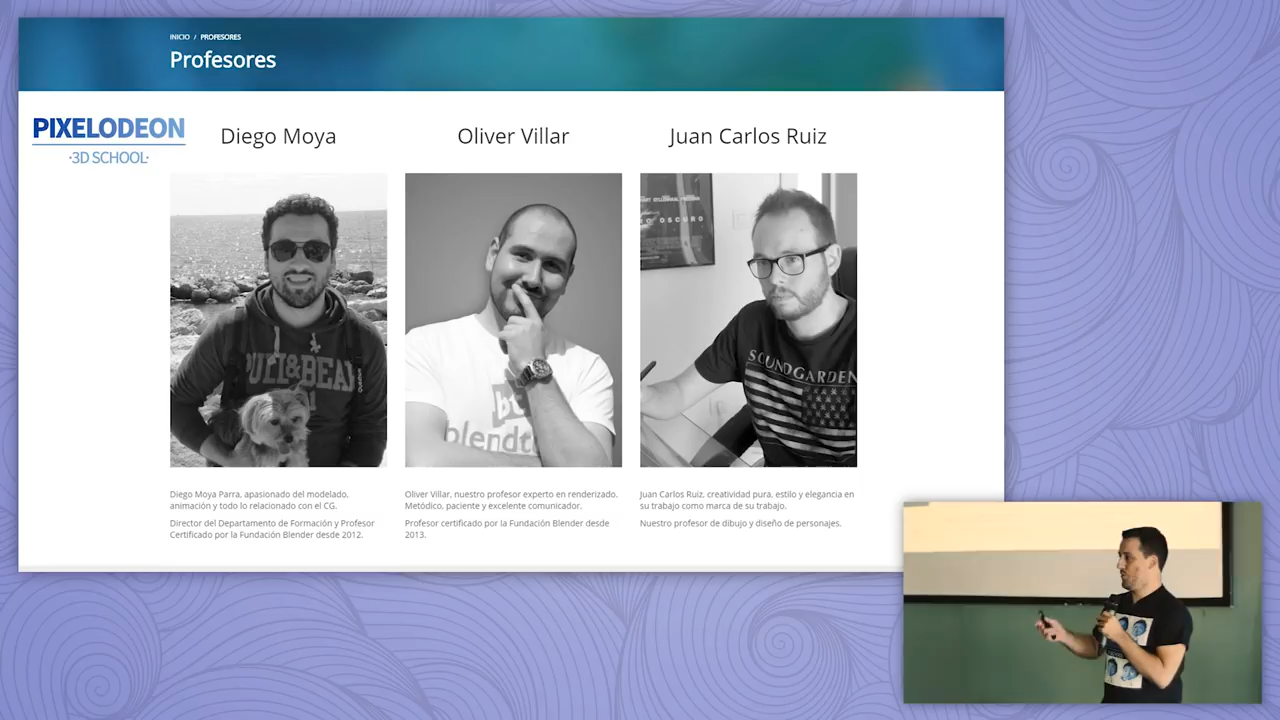 INICIO / PROFESORES
Profesores
PIXELODEON
·3D SCHOOL·
Diego Moya
Oliver Villar
Juan Carlos Ruiz
PULL&BEAR
SOUNDGARDEN
Diego Moya Parra, apasionado del modelado,
animación y todo lo relacionado con el CG.
Director del Departamento de Formación y Profesor
Certificado por la Fundación Blender desde 2012.
Oliver Villar, nuestro profesor experto en renderizado.
Metódico, paciente y excelente comunicador.
Profesor certificado por la Fundación Blender desde
2013.
Juan Carlos Ruiz, creatividad pura, estilo y elegancia en
su trabajo como marca de su trabajo.
Nuestro profesor de dibujo y diseño de personajes.